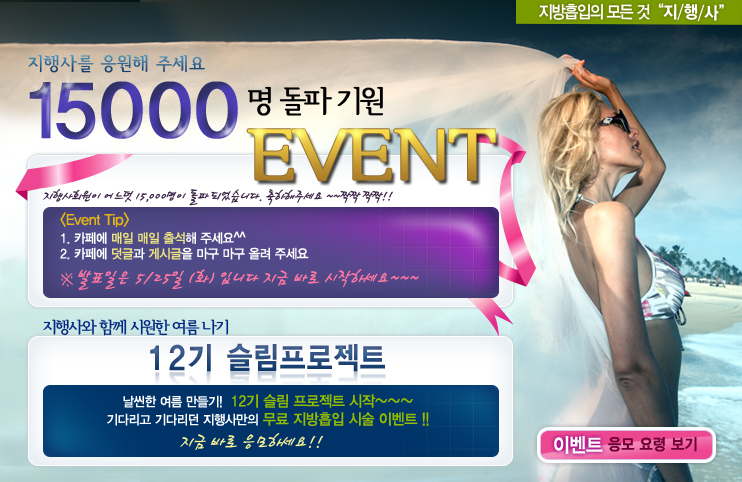 지방흡입의 모든 것 “지/행/사”
지행사를 응원해 주세요
15000 명 돌파 기원
EVENT
지행사회원이 어느덧 15,000명이 돌파 되었습니다. 축하해주세요 ~~짝짝 짝짝!!
<Event Tip>
1. 카페에 매일 매일 출석해 주세요^^
2. 카페에 덧글과 게시글을 마구 마구 올려 주세요
※ 발표일은 5/25일 (화) 입니다 지금 바로 시작하세요~~~
지행사와 함께 시원한 여름 나기
12기 슬림프로젝트
날씬한 여름 만들기! 12기 슬림 프로젝트 시작~~~
기다리고 기다리던 지행사만의 무료 지방흡입 시술 이벤트 !!
지금 바로 응모하세요!!
이벤트 응모 요령 보기